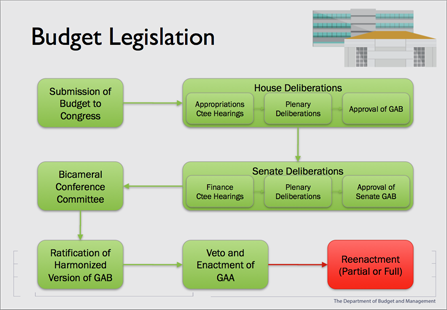 Budget Legislation
Submission of
Budget to
Congress
House Deliberations
Appropriations
Ctee Hearings
Plenary
Deliberations
Approval of GAB
Senate Deliberations
Finance
Ctee Hearings
Plenary
Deliberations
Approval of
Senate GAB
Bicameral
Conference
Committee
Ratification of
Harmonized
Version of GAB
Veto and
Enactment of
GAA
Reenactment
(Partial or Full)
The Department of Budget and Management